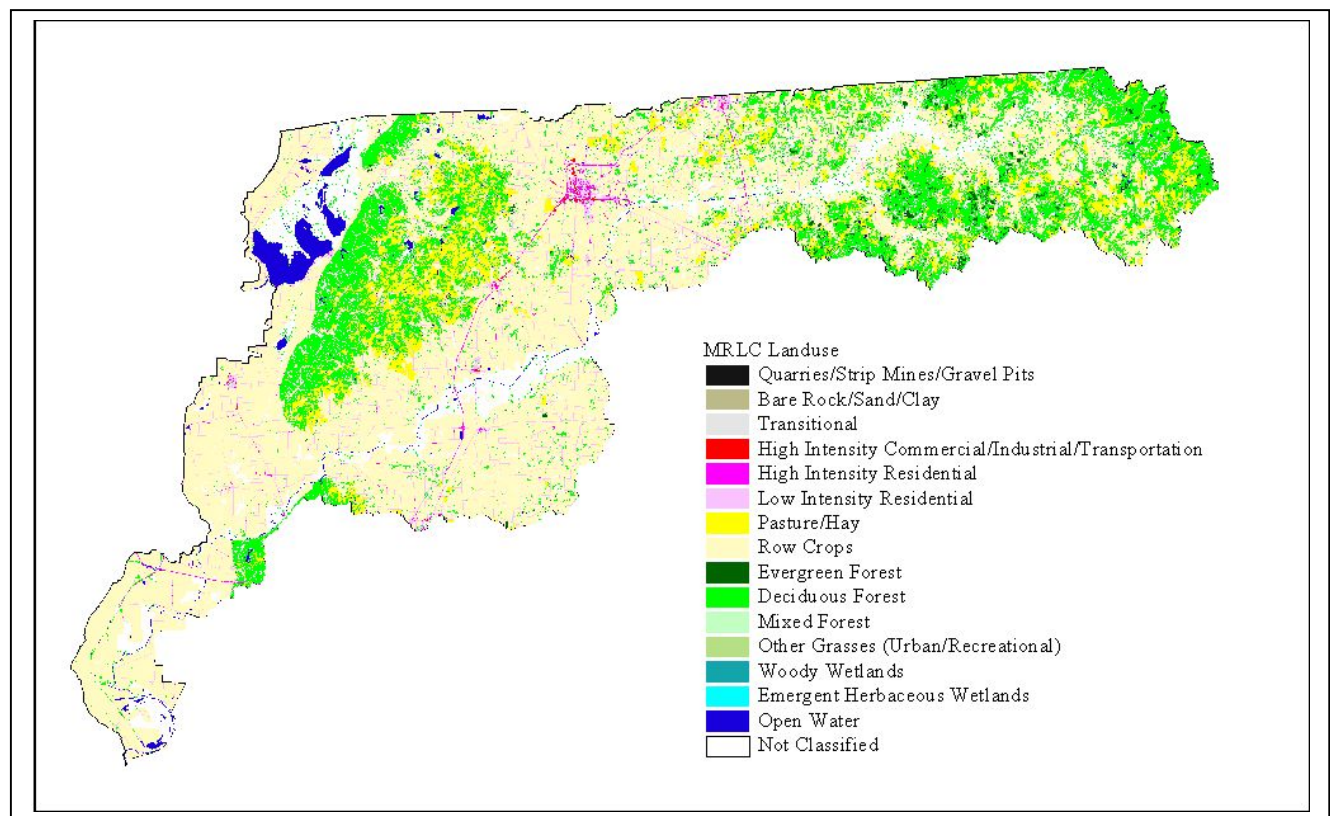 MRLC Landuse
Quarries/Strip Mines/Gravel Pits
Bare Rock/Sand/Clay
Transitional
High Intensity Commercial/Industrial/Transportation
High Intensity Residential
Low Intensity Residential
Pasture/Hay
Row Crops
Evergreen Forest
Deciduous Forest
Mixed Forest
Other Grasses (Urban/Recreational)
Woody Wetlands
Emergent Herbaceous Wetlands
Open Water
Not Classified